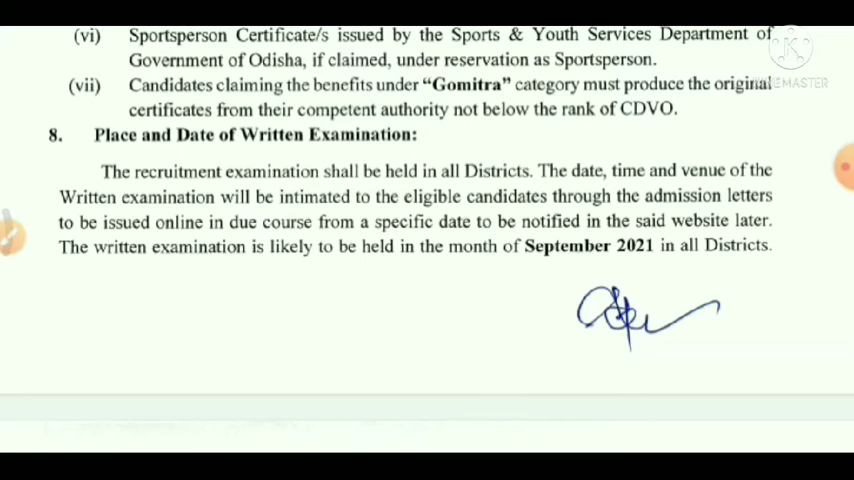 (vi) Sportsperson Certificate/s issued by the Sports & Youth Services Department of
Government of Odisha, if claimed, under reservation as Sportsperson.
(vii) Candidates claiming the benefits under “Gomitra” category must produce the original
certificates from their competent authority not below the rank of CDVO.
8. Place and Date of Written Examination:
The recruitment examination shall be held in all Districts. The date, time and venue of the
Written examination will be intimated to the eligible candidates through the admission letters
to be issued online in due course from a specific date to be notified in the said website later.
The written examination is likely to be held in the month of September 2021 in all Districts.
KINEMASTER